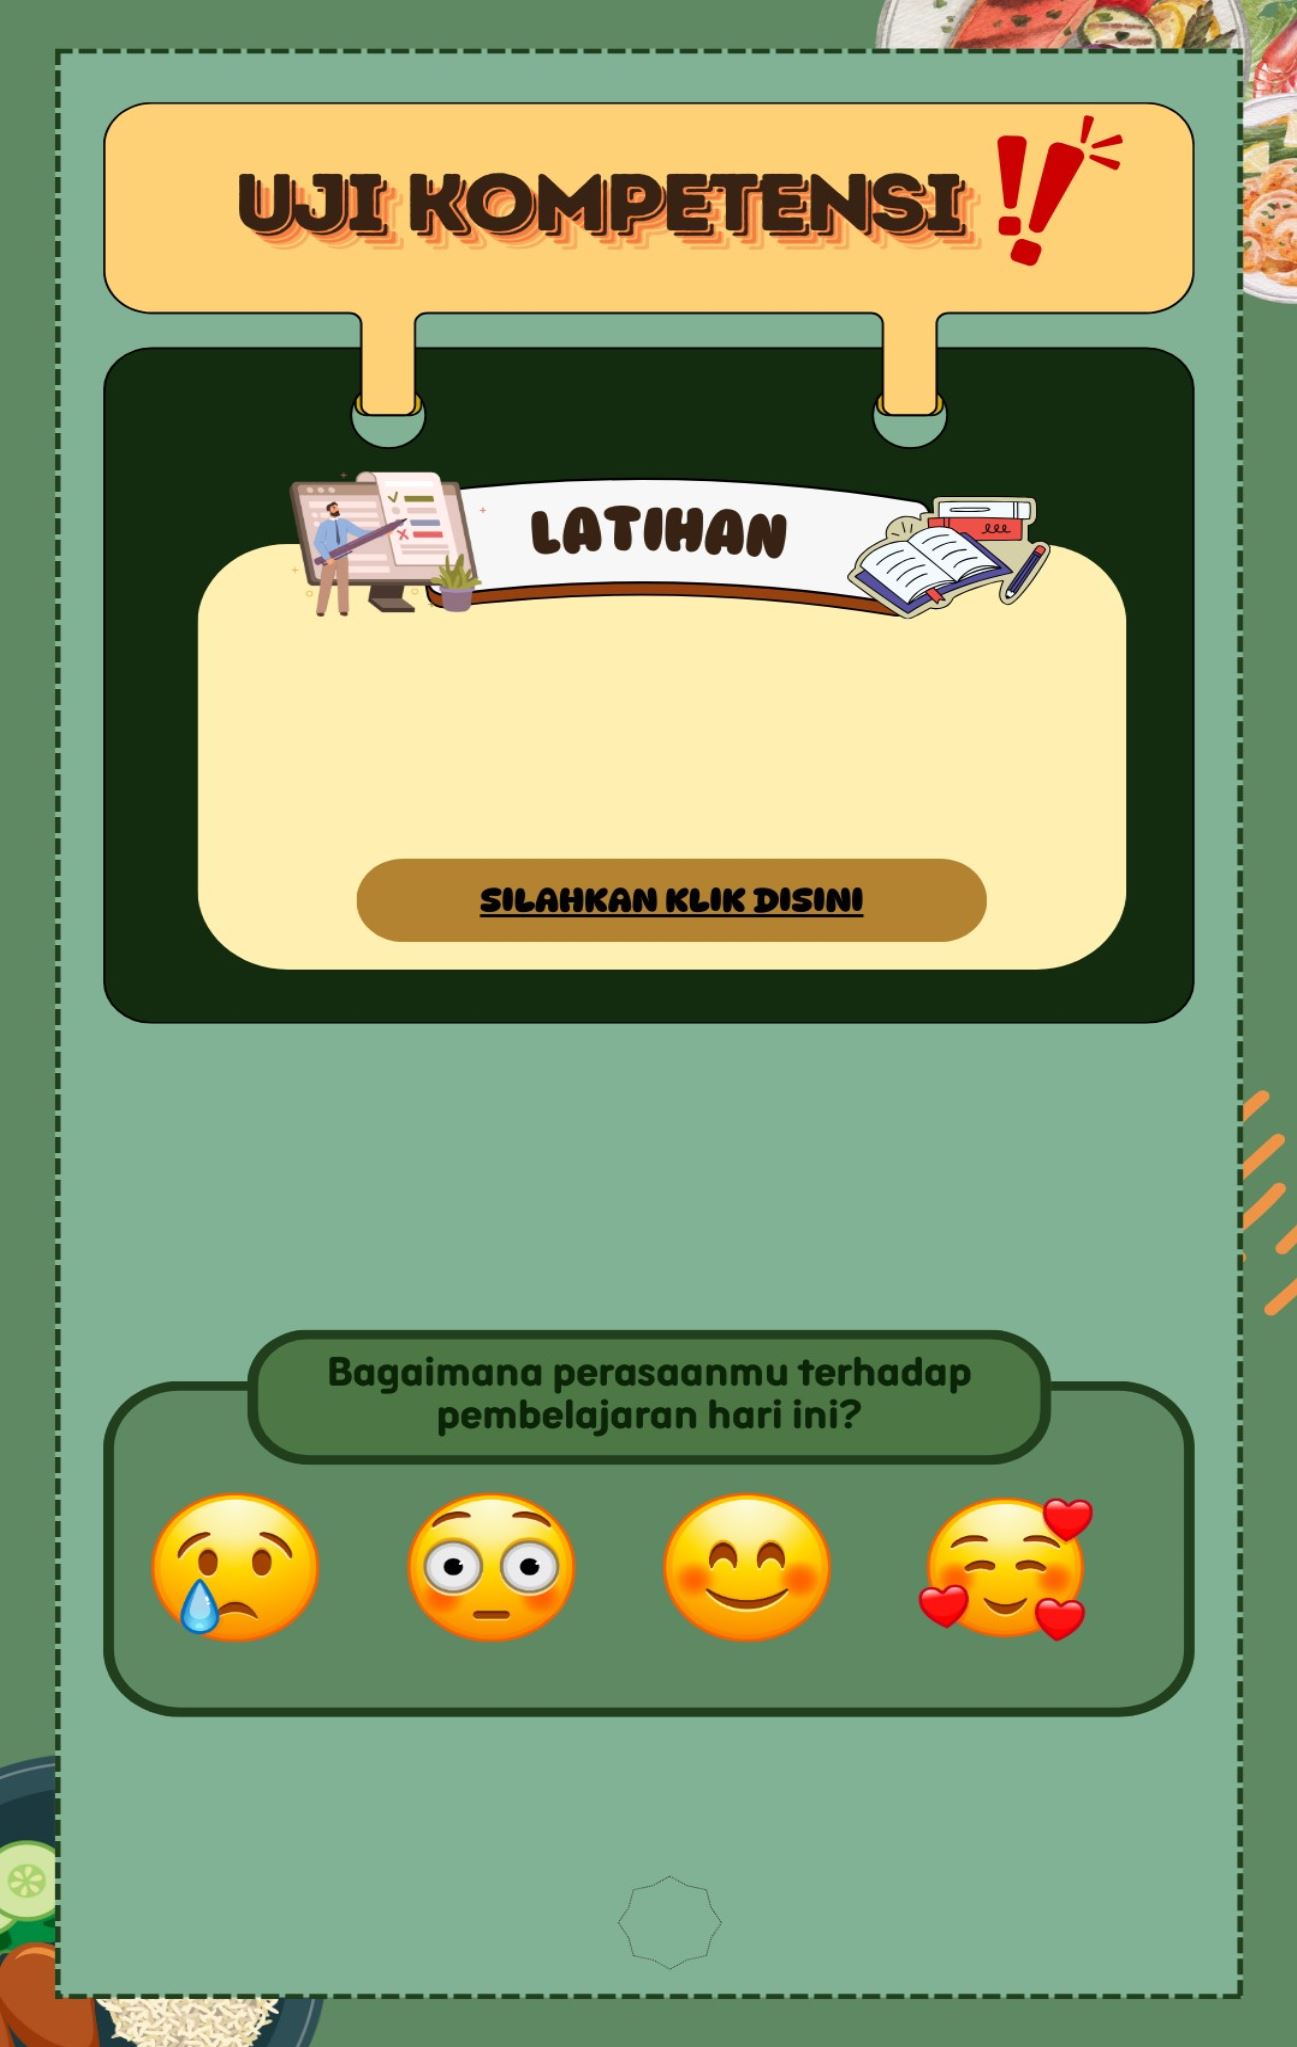 UJI KOMPETENSI
LATIHAN
SILAHKAN KLIK DISINI
Bagaimana perasaanmu terhadap
pembelajaran hari ini?